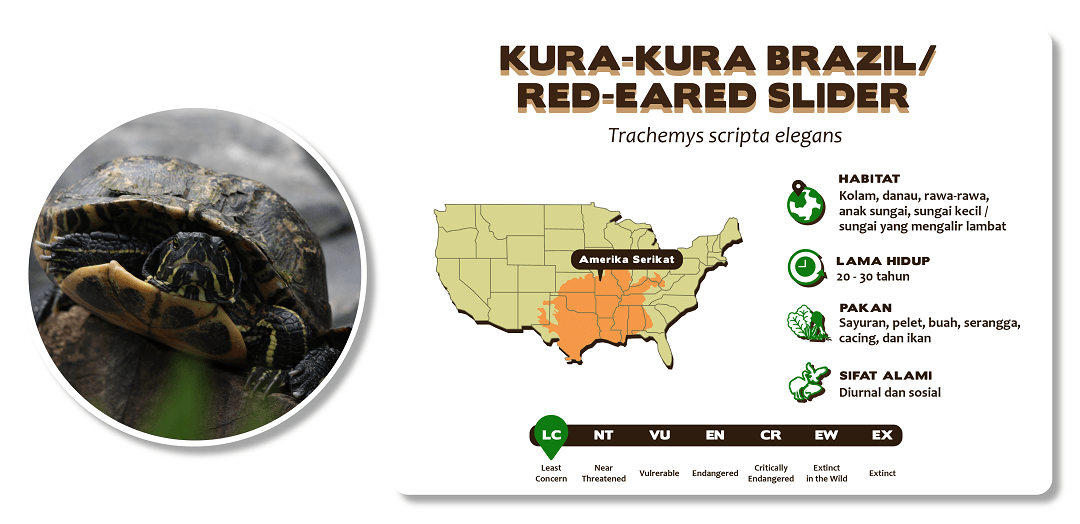 KURA-KURA BRAZIL/
RED-EARED SLIDER
Trachemys scripta elegans
Amerika Serikat
HABITAT
Kolam, danau, rawa-rawa,
anak sungai, sungai kecil /
sungai yang mengalir lambat
LAMA HIDUP
20 - 30 tahun
PAKAN
Sayuran, pelet, buah, serangga,
cacing, dan ikan
SIFAT ALAMI
Diurnal dan sosial
LC NT VU EN CR EW EX
Least Concern
Near Threatened
Vulrerable
Endangered
Critically Endangered
Extinct in the Wild
Extinct